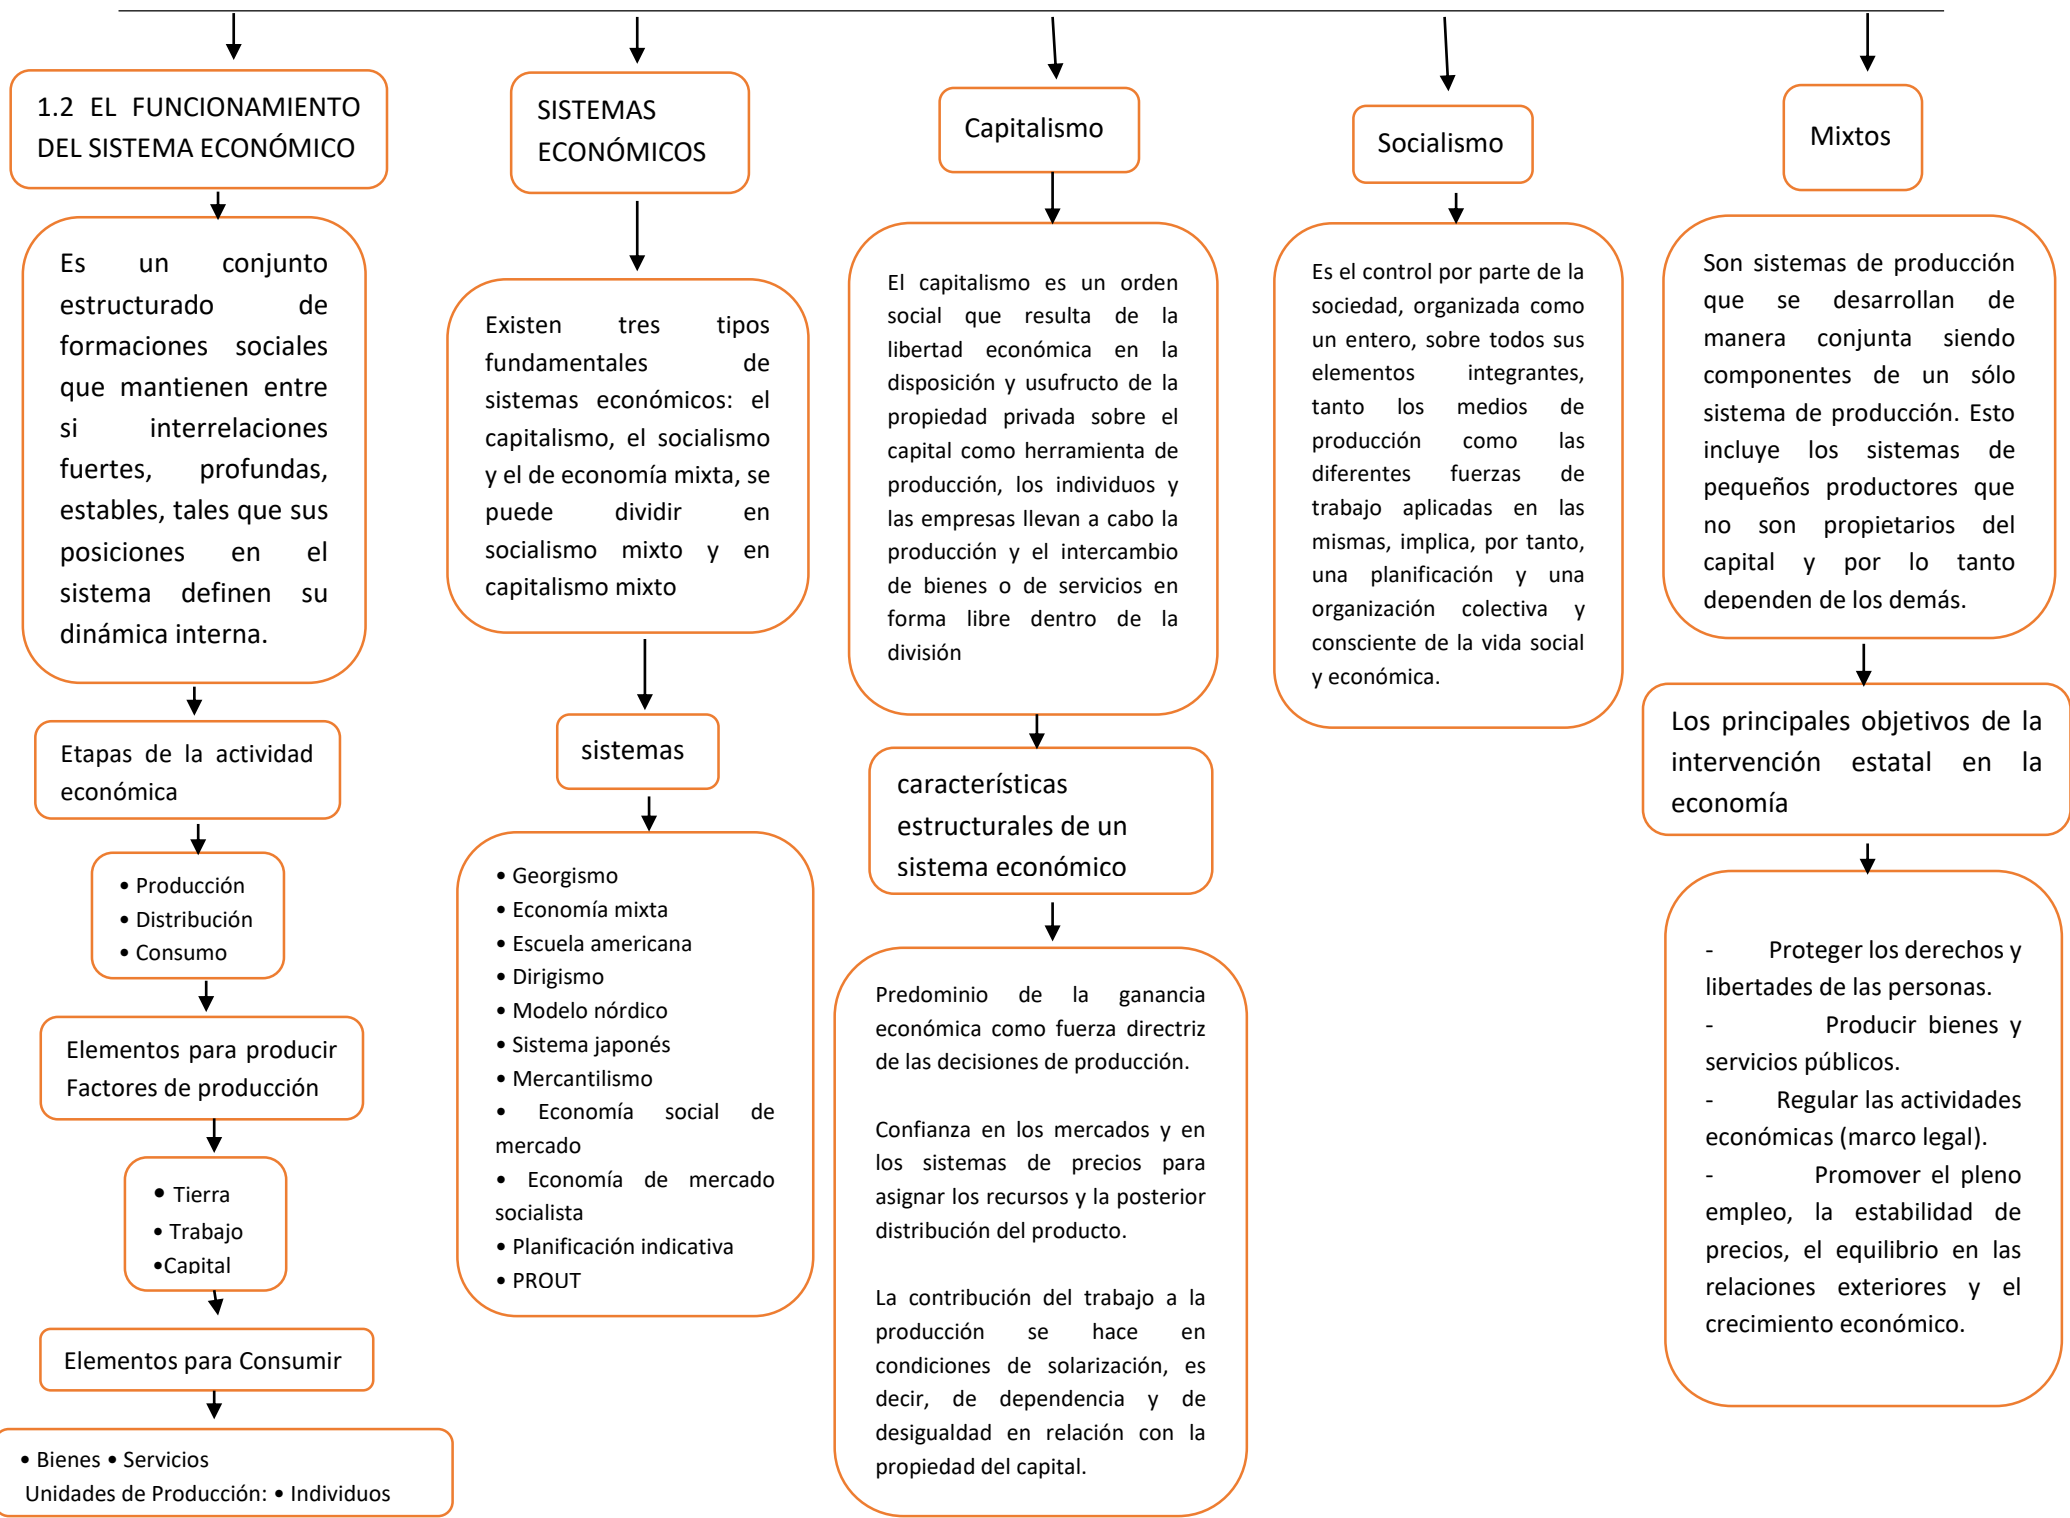 1.2 EL FUNCIONAMIENTO
DEL SISTEMA ECONÓMICO
Es un conjunto
estructurado de
formaciones sociales
que mantienen entre
si interrelaciones
fuertes, profundas,
estables, tales que sus
posiciones en el
sistema definen su
dinámica interna.
Etapas de la actividad
económica
• Producción
• Distribución
• Consumo
Elementos para producir
Factores de producción
• Tierra
• Trabajo
•Capital
Elementos para Consumir
• Bienes • Servicios
Unidades de Producción: • Individuos
SISTEMAS
ECONÓMICOS
Existen tres tipos
fundamentales de
sistemas económicos: el
capitalismo, el socialismo
y el de economía mixta, se
puede dividir en
socialismo mixto y en
capitalismo mixto
sistemas
• Georgismo
• Economía mixta
• Escuela americana
• Dirigismo
• Modelo nórdico
• Sistema japonés
• Mercantilismo
• Economía social de
mercado
• Economía de mercado
socialista
• Planificación indicativa
• PROUT
Capitalismo
El capitalismo es un orden
social que resulta de la
libertad económica en la
disposición y usufructo de la
propiedad privada sobre el
capital como herramienta de
producción, los individuos y
las empresas llevan a cabo la
producción y el intercambio
de bienes o de servicios en
forma libre dentro de la
división
características
estructurales de un
sistema económico
Predominio de la ganancia
económica como fuerza directriz
de las decisiones de producción.
Confianza en los mercados y en
los sistemas de precios para
asignar los recursos y la posterior
distribución del producto.
La contribución del trabajo a la
producción se hace en
condiciones de solarización, es
decir, de dependencia y de
desigualdad en relación con la
propiedad del capital.
Socialismo
Es el control por parte de la
sociedad, organizada como
un entero, sobre todos sus
elementos integrantes,
tanto los medios de
producción como las
diferentes fuerzas de
trabajo aplicadas en las
mismas, implica, por tanto,
una planificación y una
organización colectiva y
consciente de la vida social
y económica.
Mixtos
Son sistemas de producción
que se desarrollan de
manera conjunta siendo
componentes de un sólo
sistema de producción. Esto
incluye los sistemas de
pequeños productores que
no son propietarios del
capital y por lo tanto
dependen de los demás.
Los principales objetivos de la
intervención estatal en la
economía
- Proteger los derechos y
libertades de las personas.
- Producir bienes y
servicios públicos.
- Regular las actividades
económicas (marco legal).
- Promover el pleno
empleo, la estabilidad de
precios, el equilibrio en las
relaciones exteriores y el
crecimiento económico.